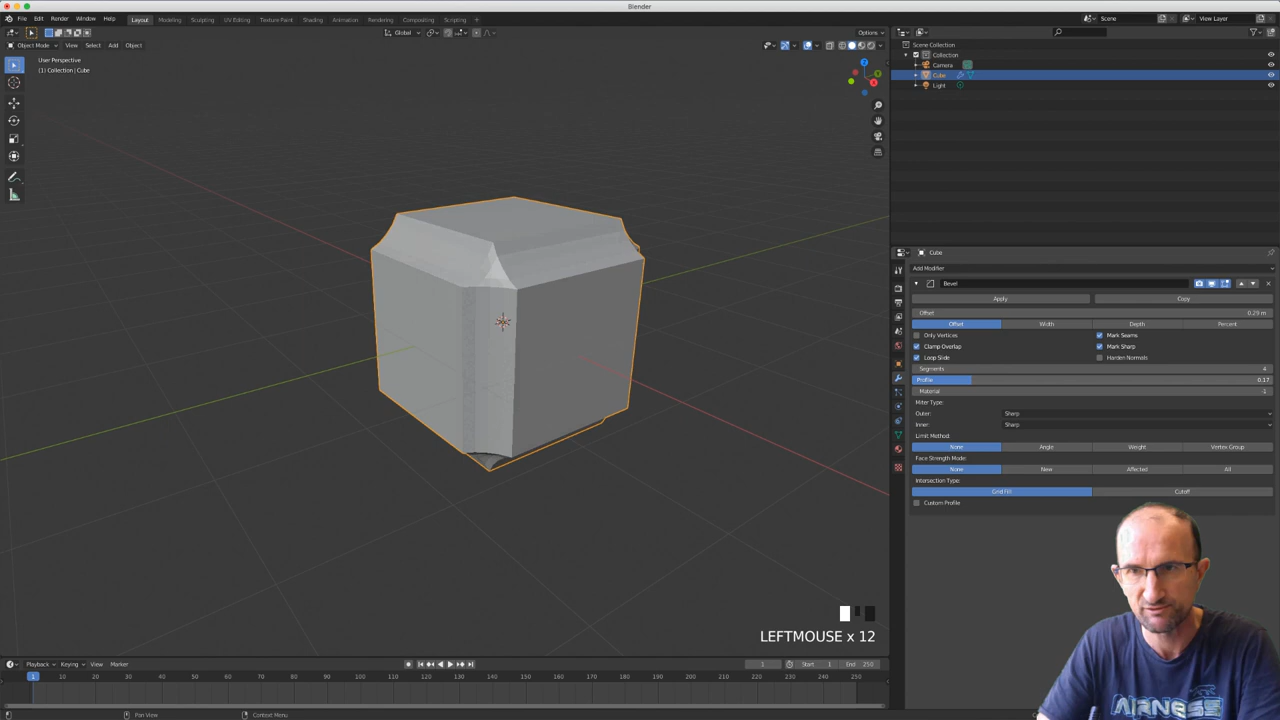 Blender
File Edit Render Window Help Layout Modeling Sculpting UV Editing Texture Paint Shading Animation Rendering Compositing Scripting + Scene View Layer
Options
Object Mode View Select Add Object Global
User Perspective
(1) Collection | Cube
Scene Collection
Collection
Camera
Cube
Light
Cube
Add Modifier
Bevel
Apply Copy
Offset 0.29 m
Offset Width Depth Percent
Only Vertices Mark Seams
Clamp Overlap Mark Sharp
Loop Slide Harden Normals
Segments 4
Profile 0.17
Material -1
Miter Type:
Outer: Sharp
Inner: Sharp
Limit Method:
None Angle Weight Vertex Group
Face Strength Mode:
None New Affected All
Intersection Type:
Grid Fill Cutoff
Custom Profile
LEFTMOUSE x 12
Playback Keying View Marker 1 Start 1 End 250
1 10 20 30 40 50 60 70 80 90 100 110 120 130 140 150 160 170 180 190 200 210 220 230 240 250
Pan View Context Menu
AIRNESS